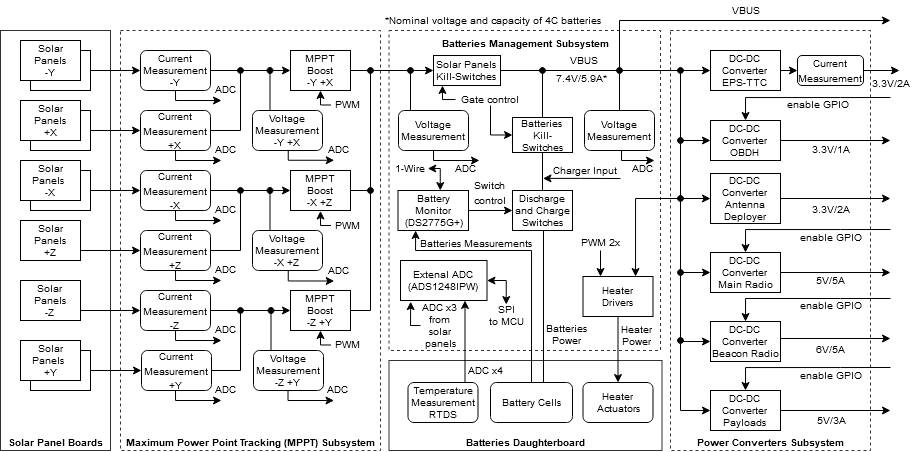 *Nominal voltage and capacity of 4C batteries
VBUS
Solar
Panels
-Y
Solar
Panels
+X
Solar
Panels
-X
Solar
Panels
+Z
Solar
Panels
-Z
Solar
Panels
+Y
Solar Panel Boards
Current
Measurement
-Y
ADC
Current
Measurement
+X
ADC
Current
Measurement
-X
ADC
Current
Measurement
+Z
ADC
Current
Measurement
-Z
ADC
Current
Measurement
+Y
ADC
MPPT
Boost
-Y +X
PWM
Voltage
Measurement
-Y +X
ADC
MPPT
Boost
-X +Z
PWM
Voltage
Measurement
-X +Z
ADC
MPPT
Boost
-Z +Y
PWM
Voltage
Measurement
-Z +Y
ADC
Maximum Power Point Tracking (MPPT) Subsystem
Batteries Management Subsystem
Solar Panels
Kill-Switches
VBUS
7.4V/5.9A*
Gate control
Voltage
Measurement
ADC
Batteries
Kill-
Switches
Voltage
Measurement
ADC
1-Wire
Charger Input
Battery
Monitor
(DS2775G+)
Switch
control
Discharge
and Charge
Switches
Batteries Measurements
PWM 2x
Extenal ADC
(ADS1248IPW)
ADC x3
from
solar
panels
SPI
to MCU
Heater
Drivers
Batteries
Power
Heater
Power
ADC x4
Temperature
Measurement
RTDS
Battery Cells
Heater
Actuators
Batteries Daughterboard
DC-DC
Converter
EPS-TTC
Current
Measurement
3.3V/2A
enable GPIO
DC-DC
Converter
OBDH
3.3V/1A
DC-DC
Converter
Antenna
Deployer
3.3V/2A
enable GPIO
DC-DC
Converter
Main Radio
5V/5A
enable GPIO
DC-DC
Converter
Beacon Radio
6V/5A
enable GPIO
DC-DC
Converter
Payloads
5V/3A
Power Converters Subsystem